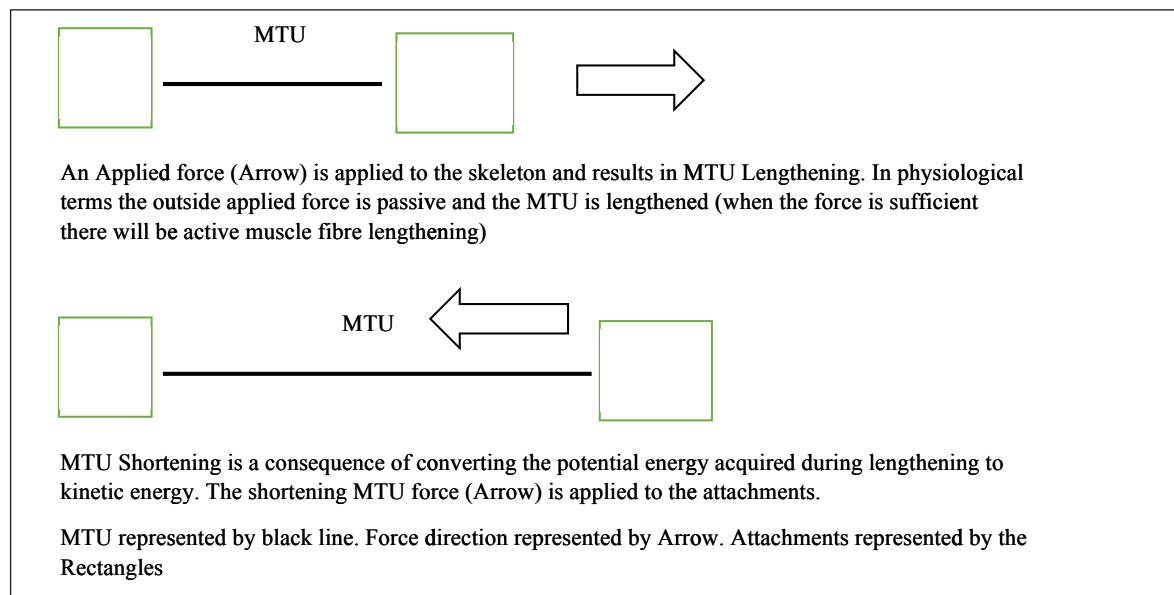 MTU
An Applied force (Arrow) is applied to the skeleton and results in MTU Lengthening. In physiological
terms the outside applied force is passive and the MTU is lengthened (when the force is sufficient
there will be active muscle fibre lengthening)
MTU
MTU Shortening is a consequence of converting the potential energy acquired during lengthening to
kinetic energy. The shortening MTU force (Arrow) is applied to the attachments.
MTU represented by black line. Force direction represented by Arrow. Attachments represented by the
Rectangles